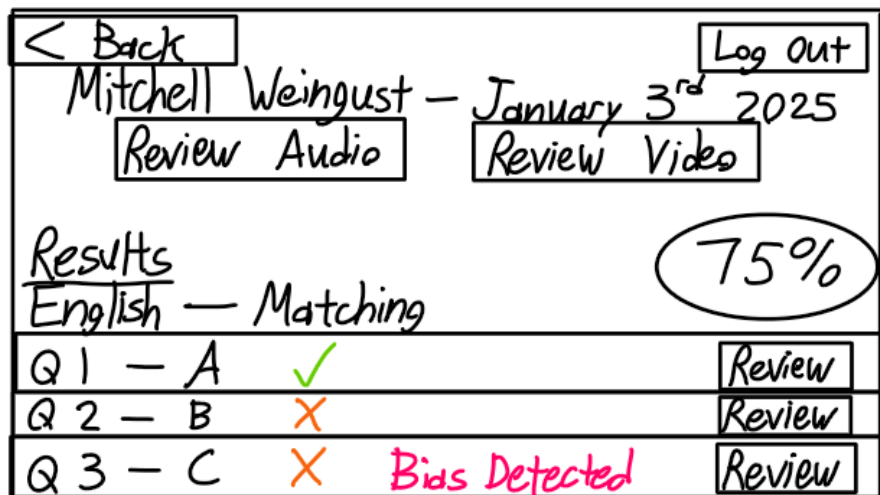 < Back
Log Out
Mitchell Weingust - January 3rd 2025
Review Audio
Review Video
Results
75%
English - Matching
Q1 - A ✓ Review
Q2 - B X Review
Q3 - C X Bias Detected Review